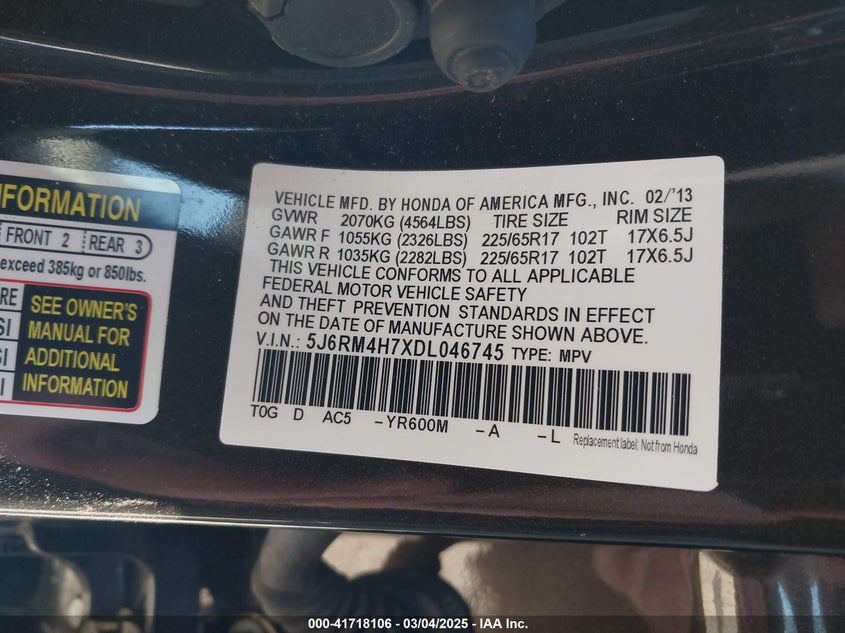 NFORMATION
FRONT 2 REAR 3
exceed 385kg or 850lbs.
RE
SI
SI
I
SEE OWNER'S
MANUAL FOR
ADDITIONAL
INFORMATION
VEHICLE MFD. BY HONDA OF AMERICA MFG., INC. 02/'13
GVWR 2070KG (4564LBS) TIRE SIZE RIM SIZE
GAWR F 1055KG (2326LBS) 225/65R17 102T 17X6.5J
GAWR R 1035KG (2282LBS) 225/65R17 102T 17X6.5J
THIS VEHICLE CONFORMS TO ALL APPLICABLE
FEDERAL MOTOR VEHICLE SAFETY
AND THEFT PREVENTION STANDARDS IN EFFECT
ON THE DATE OF MANUFACTURE SHOWN ABOVE.
V.I.N.: 5J6RM4H7XDL046745 TYPE: MPV
T0G D AC5 -YR600M -A -L Replacement label: Not from Honda
000-41718106 - 03/04/2025 - IAA Inc.